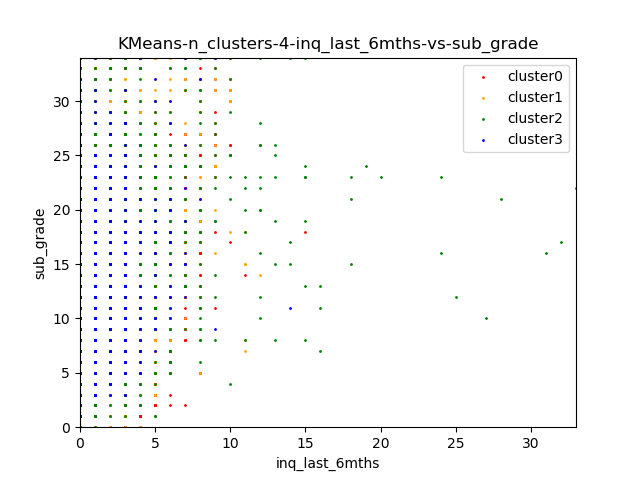 KMeans-n_clusters-4-inq_last_6mths-vs-sub_grade
cluster0
cluster1
cluster2
cluster3
sub_grade
30
25
20
15
10
5
0
0 5 10 15 20 25 30
inq_last_6mths